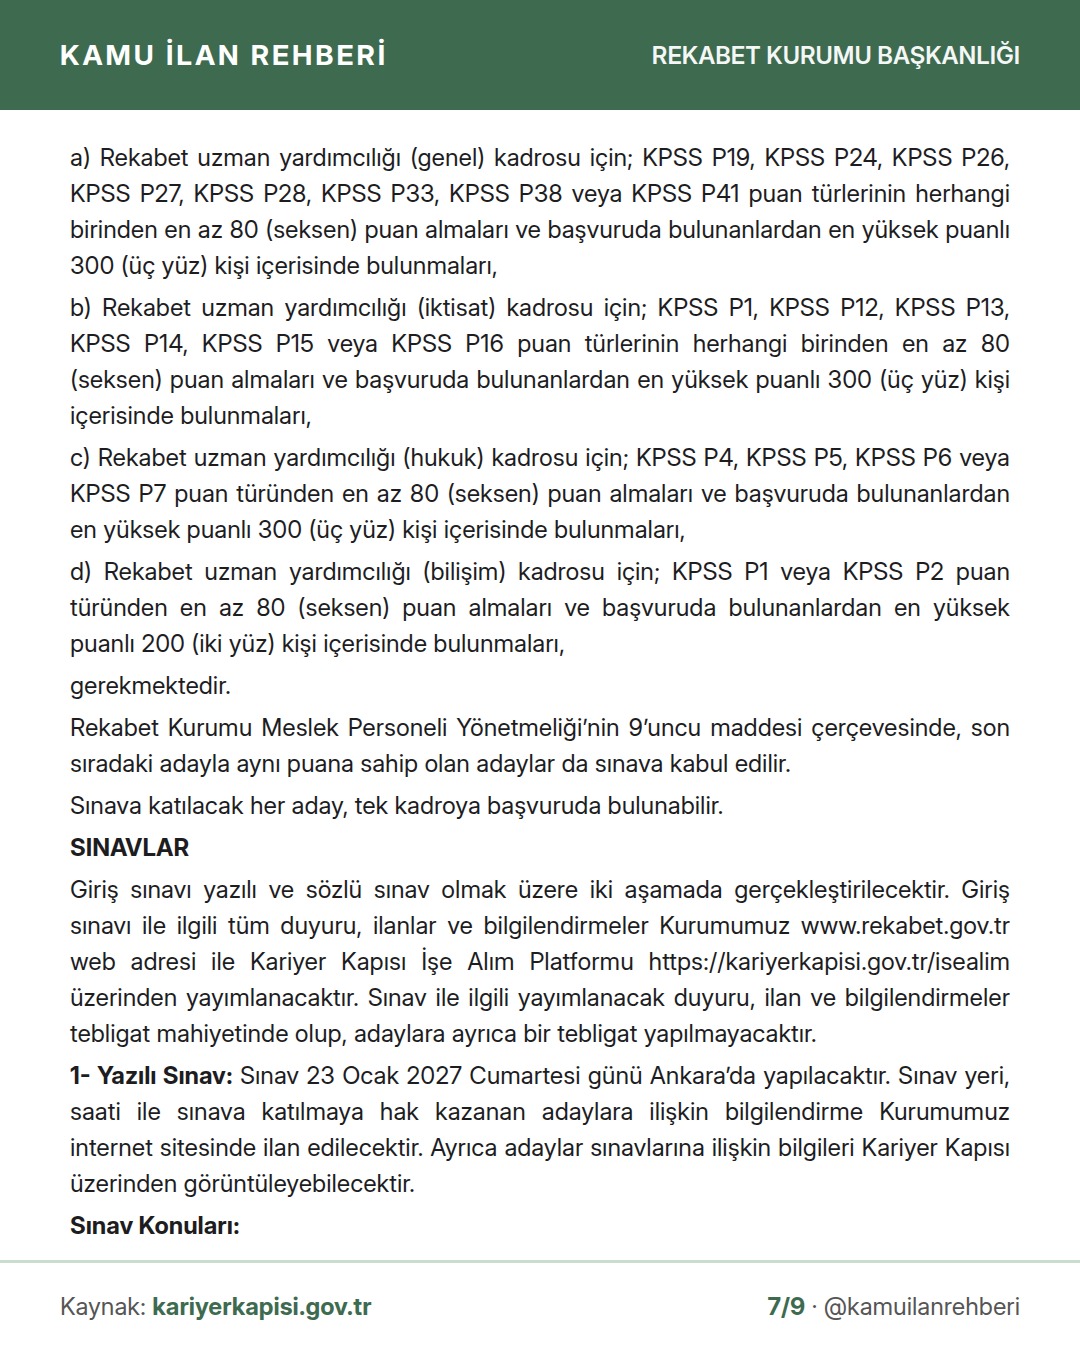 KAMU İLAN REHBERİ
REKABET KURUMU BAŞKANLIĞI
a) Rekabet uzman yardımcılığı (genel) kadrosu için; KPSS P19, KPSS P24, KPSS P26,
KPSS P27, KPSS P28, KPSS P33, KPSS P38 veya KPSS P41 puan türlerinin herhangi
birinden en az 80 (seksen) puan almaları ve başvuruda bulunanlardan en yüksek puanlı
300 (üç yüz) kişi içerisinde bulunmaları,
b) Rekabet uzman yardımcılığı (iktisat) kadrosu için; KPSS P1, KPSS P12, KPSS P13,
KPSS P14, KPSS P15 veya KPSS P16 puan türlerinin herhangi birinden en az 80
(seksen) puan almaları ve başvuruda bulunanlardan en yüksek puanlı 300 (üç yüz) kişi
içerisinde bulunmaları,
c) Rekabet uzman yardımcılığı (hukuk) kadrosu için; KPSS P4, KPSS P5, KPSS P6 veya
KPSS P7 puan türünden en az 80 (seksen) puan almaları ve başvuruda bulunanlardan
en yüksek puanlı 300 (üç yüz) kişi içerisinde bulunmaları,
d) Rekabet uzman yardımcılığı (bilişim) kadrosu için; KPSS P1 veya KPSS P2 puan
türünden en az 80 (seksen) puan almaları ve başvuruda bulunanlardan en yüksek
puanlı 200 (iki yüz) kişi içerisinde bulunmaları,
gerekmektedir.
Rekabet Kurumu Meslek Personeli Yönetmeliği’nin 9’uncu maddesi çerçevesinde, son
sıradaki adayla aynı puana sahip olan adaylar da sınava kabul edilir.
Sınava katılacak her aday, tek kadroya başvuruda bulunabilir.
SINAVLAR
Giriş sınavı yazılı ve sözlü sınav olmak üzere iki aşamada gerçekleştirilecektir. Giriş
sınavı ile ilgili tüm duyuru, ilanlar ve bilgilendirmeler Kurumumuz www.rekabet.gov.tr
web adresi ile Kariyer Kapısı İşe Alım Platformu https://kariyerkapisi.gov.tr/isealim
üzerinden yayımlanacaktır. Sınav ile ilgili yayımlanacak duyuru, ilan ve bilgilendirmeler
tebligat mahiyetinde olup, adaylara ayrıca bir tebligat yapılmayacaktır.
1- Yazılı Sınav: Sınav 23 Ocak 2027 Cumartesi günü Ankara’da yapılacaktır. Sınav yeri,
saati ile sınava katılmaya hak kazanan adaylara ilişkin bilgilendirme Kurumumuz
internet sitesinde ilan edilecektir. Ayrıca adaylar sınavlarına ilişkin bilgileri Kariyer Kapısı
üzerinden görüntüleyebilecektir.
Sınav Konuları:
Kaynak: kariyerkapisi.gov.tr
7/9 · @kamuilanrehberi